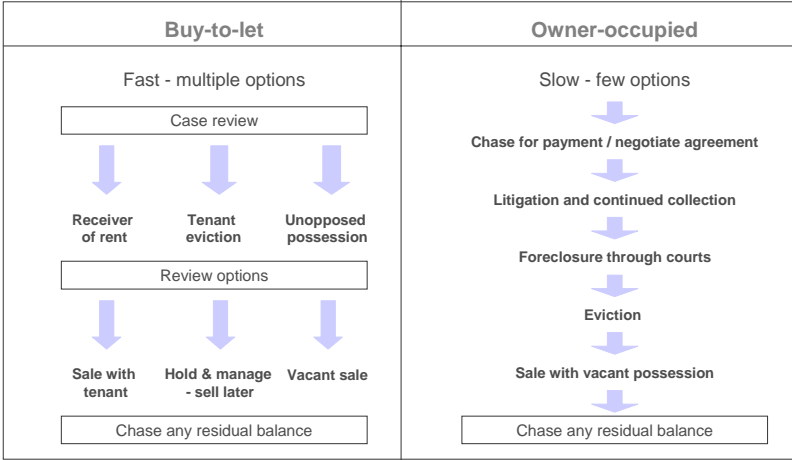 Buy-to-let
Fast - multiple options
Case review
Receiver
of rent
Tenant
eviction
Unopposed
possession
Review options
Sale with
tenant
Hold & manage
- sell later
Vacant sale
Chase any residual balance
Owner-occupied
Slow - few options
Chase for payment / negotiate agreement
Litigation and continued collection
Foreclosure through courts
Eviction
Sale with vacant possession
Chase any residual balance